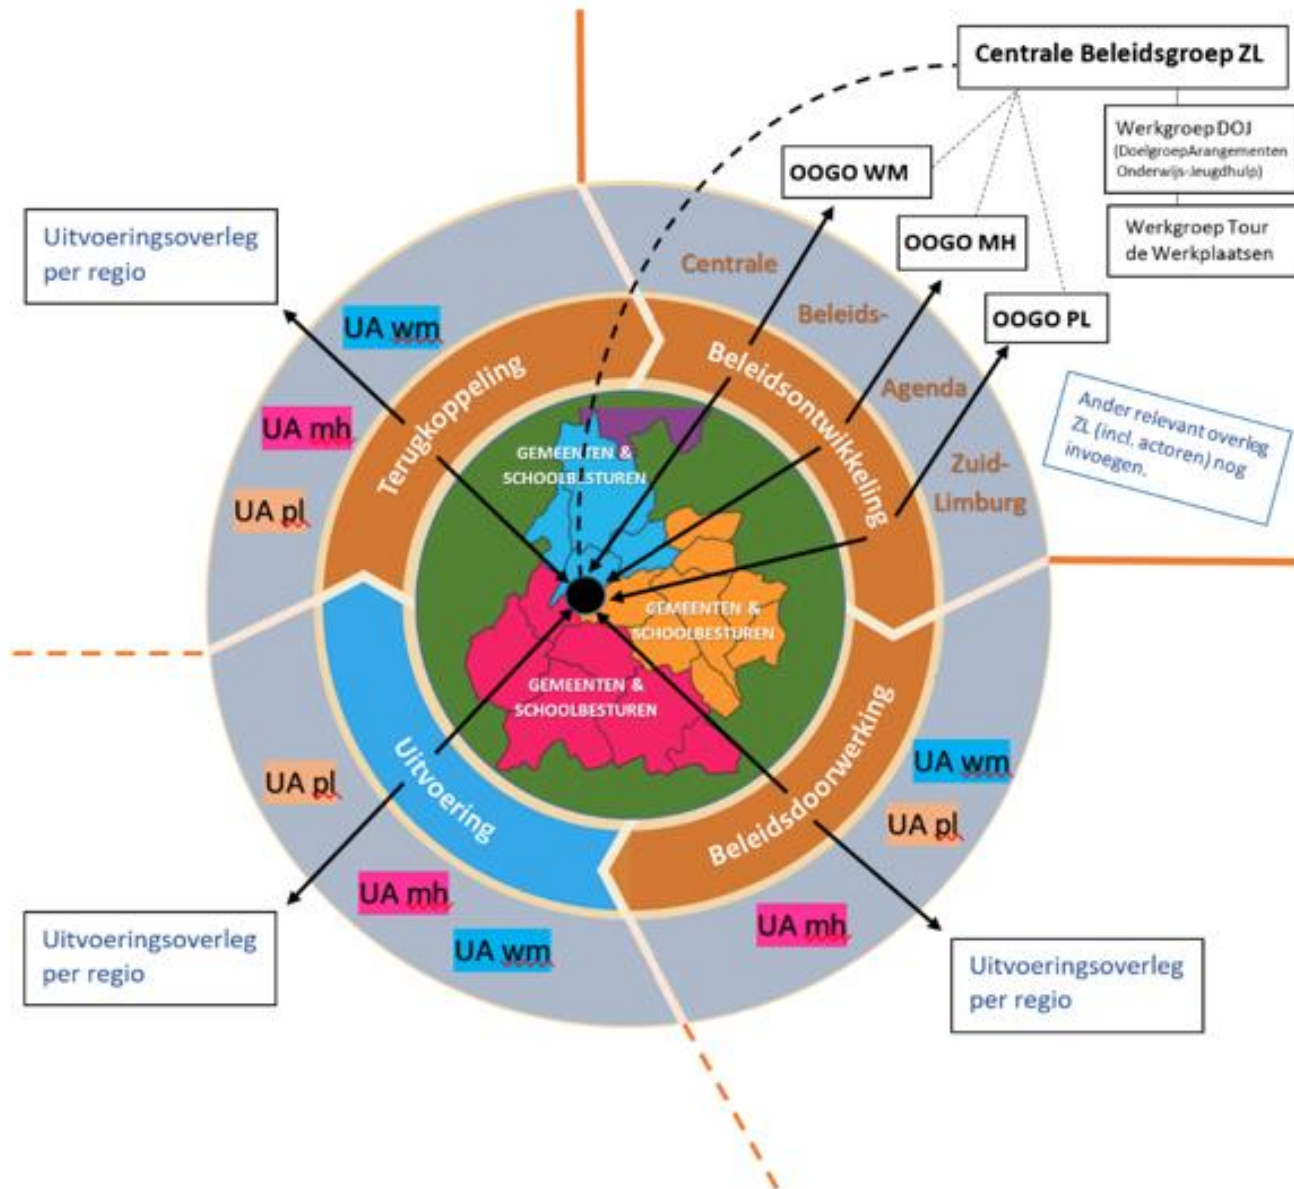 Centrale Beleidsgroep ZL
Werkgroep DOJ
(DoelgroepArangementen
Onderwijs-Jeugdhulp)
Werkgroep Tour
de Werkplaatsen
OOGO WM
OOGO MH
OOGO PL
Uitvoeringsoverleg
per regio
Centrale
Beleids-
Agenda
Zuid-
Limburg
Ander relevant overleg
ZL (incl. actoren) nog
invoegen.
UA wm
UA mh
UA pl
Terugkoppeling
Beleidsontwikkeling
GEMEENTEN &
SCHOOLBESTUREN
GEMEENTEN &
SCHOOLBESTUREN
GEMEENTEN &
SCHOOLBESTUREN
Uitvoering
Beleidsdoorwerking
UA pl
UA mh
UA wm
UA wm
UA pl
UA mh
Uitvoeringsoverleg
per regio
Uitvoeringsoverleg
per regio